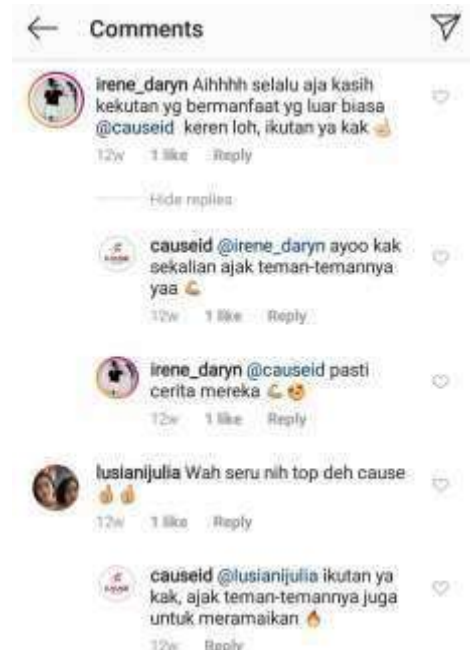 Comments
irene_daryn Aihhhh selalu aja kasih
kekutan yg bermanfaat yg luar biasa
@causeid keren loh, ikutan ya kak 👍🏻
12w 1 like Reply
Hide replies
causeid @irene_daryn ayoo kak
sekalian ajak teman-temannya
yaa 💪🏼
12w 1 like Reply
irene_daryn @causeid pasti
cerita mereka 💪🏼
12w 1 like Reply
lusianijulia Wah seru nih top deh cause
👍🏼👍🏼
12w 1 like Reply
causeid @lusianijulia ikutan ya
kak, ajak teman-temannya juga
untuk meramaikan 🔥
12w Reply